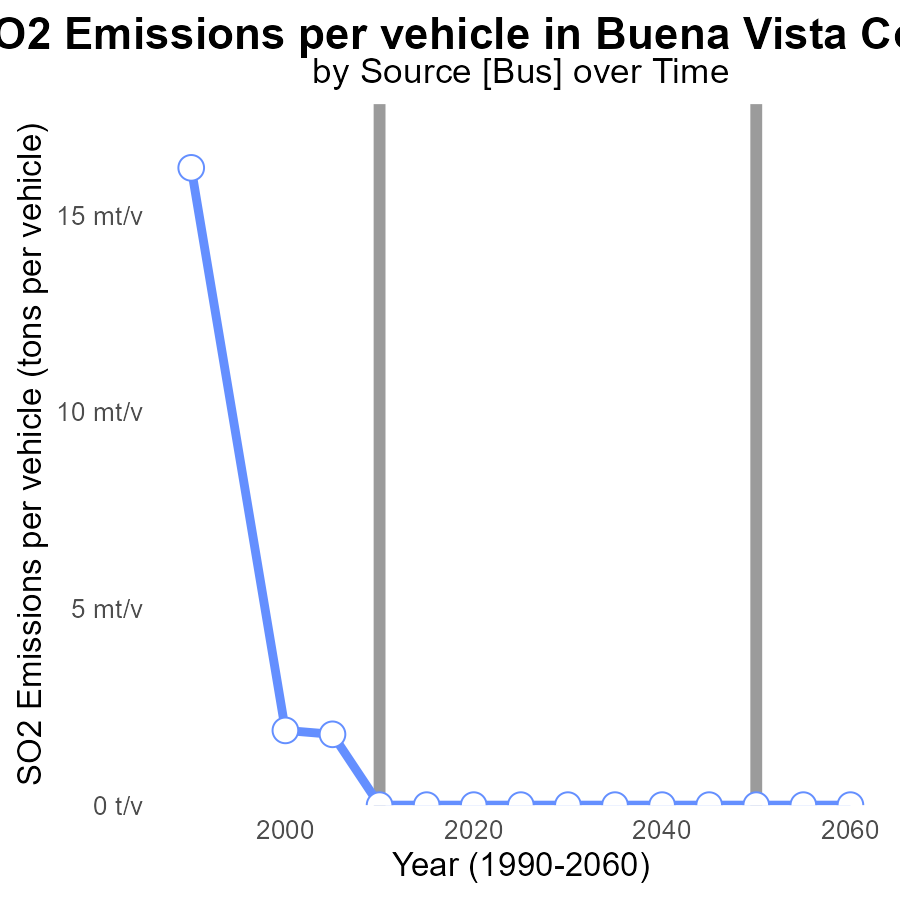 O2 Emissions per vehicle in Buena Vista Co
by Source [Bus] over Time
SO2 Emissions per vehicle (tons per vehicle)
15 mt/v
10 mt/v
5 mt/v
0 t/v
2000 2020 2040 2060
Year (1990-2060)